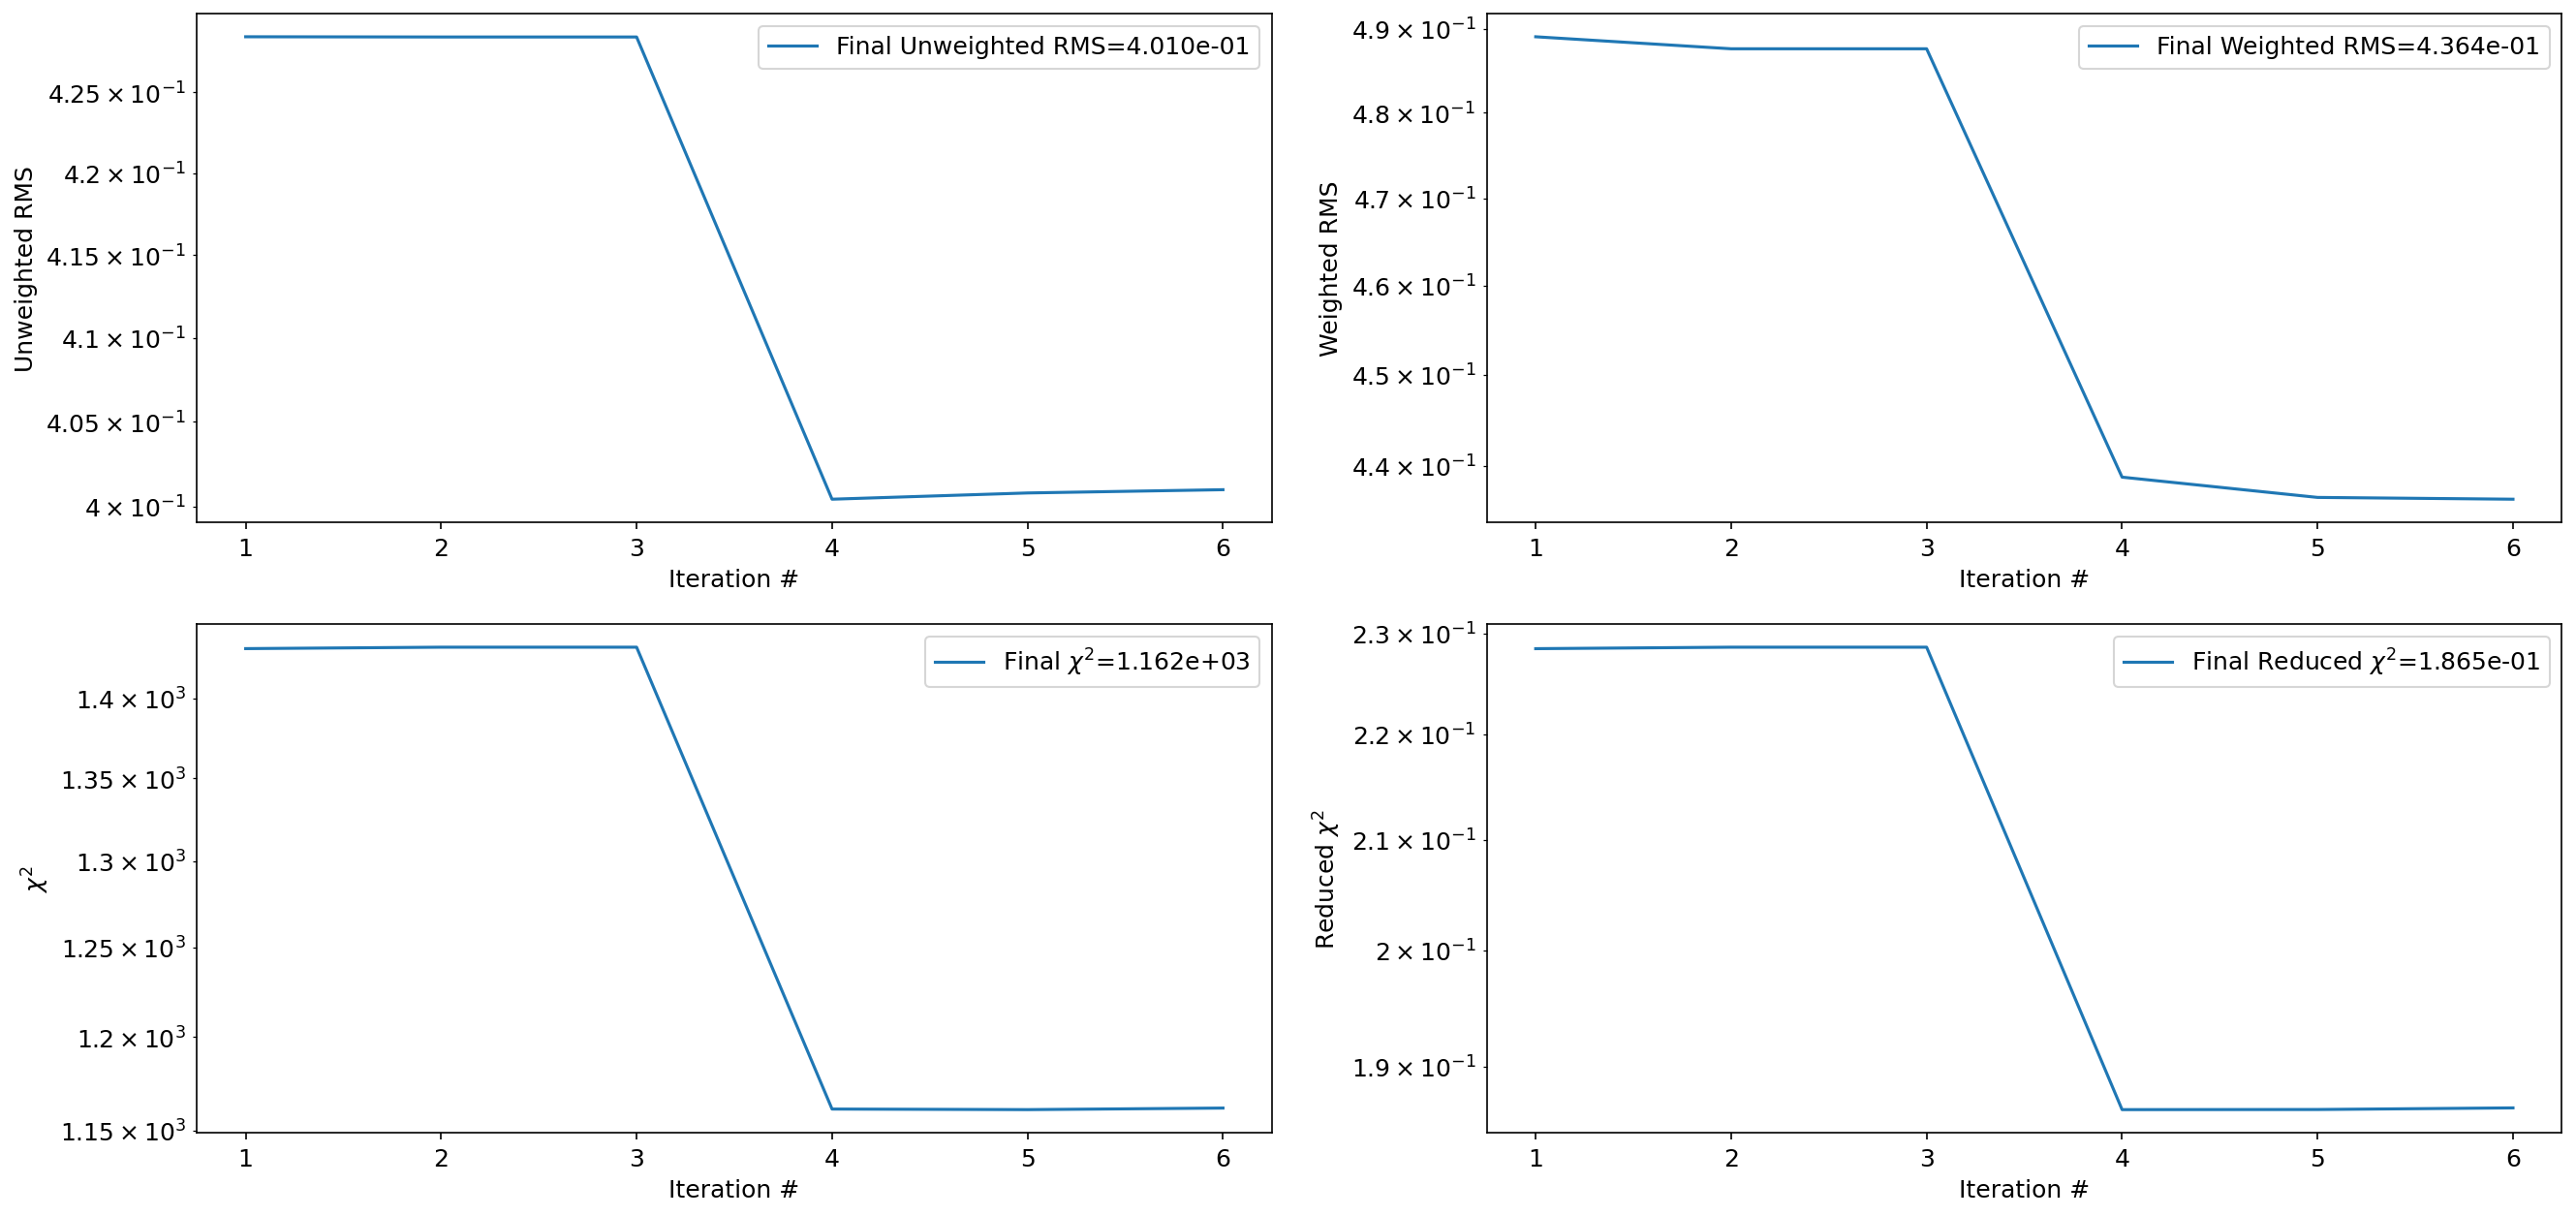 Final Unweighted RMS=4.010e-01
4.25 × 10⁻¹
4.2 × 10⁻¹
4.15 × 10⁻¹
4.1 × 10⁻¹
4.05 × 10⁻¹
4 × 10⁻¹
Unweighted RMS
1 2 3 4 5 6
Iteration #
Final Weighted RMS=4.364e-01
4.9 × 10⁻¹
4.8 × 10⁻¹
4.7 × 10⁻¹
4.6 × 10⁻¹
4.5 × 10⁻¹
4.4 × 10⁻¹
Weighted RMS
1 2 3 4 5 6
Iteration #
Final χ²=1.162e+03
1.4 × 10³
1.35 × 10³
1.3 × 10³
1.25 × 10³
1.2 × 10³
1.15 × 10³
χ²
1 2 3 4 5 6
Iteration #
Final Reduced χ²=1.865e-01
2.3 × 10⁻¹
2.2 × 10⁻¹
2.1 × 10⁻¹
2 × 10⁻¹
1.9 × 10⁻¹
Reduced χ²
1 2 3 4 5 6
Iteration #